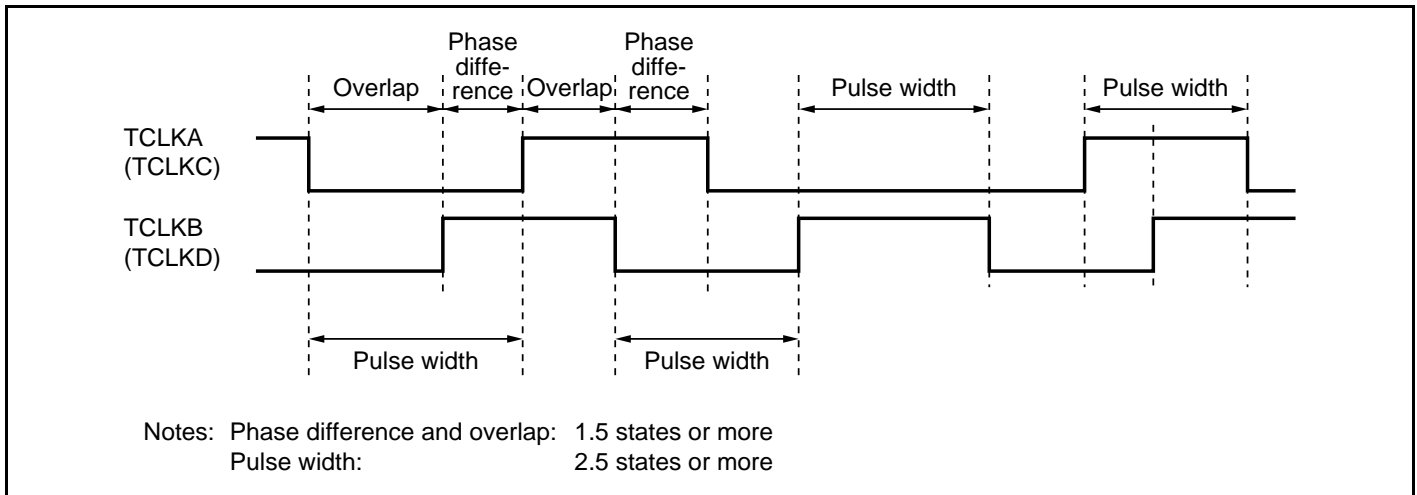 Phase
diffe-
rence
Phase
diffe-
rence
Overlap
Overlap
Pulse width
Pulse width
TCLKA
(TCLKC)
TCLKB
(TCLKD)
Pulse width
Pulse width
Notes: Phase difference and overlap: 1.5 states or more
Pulse width: 2.5 states or more